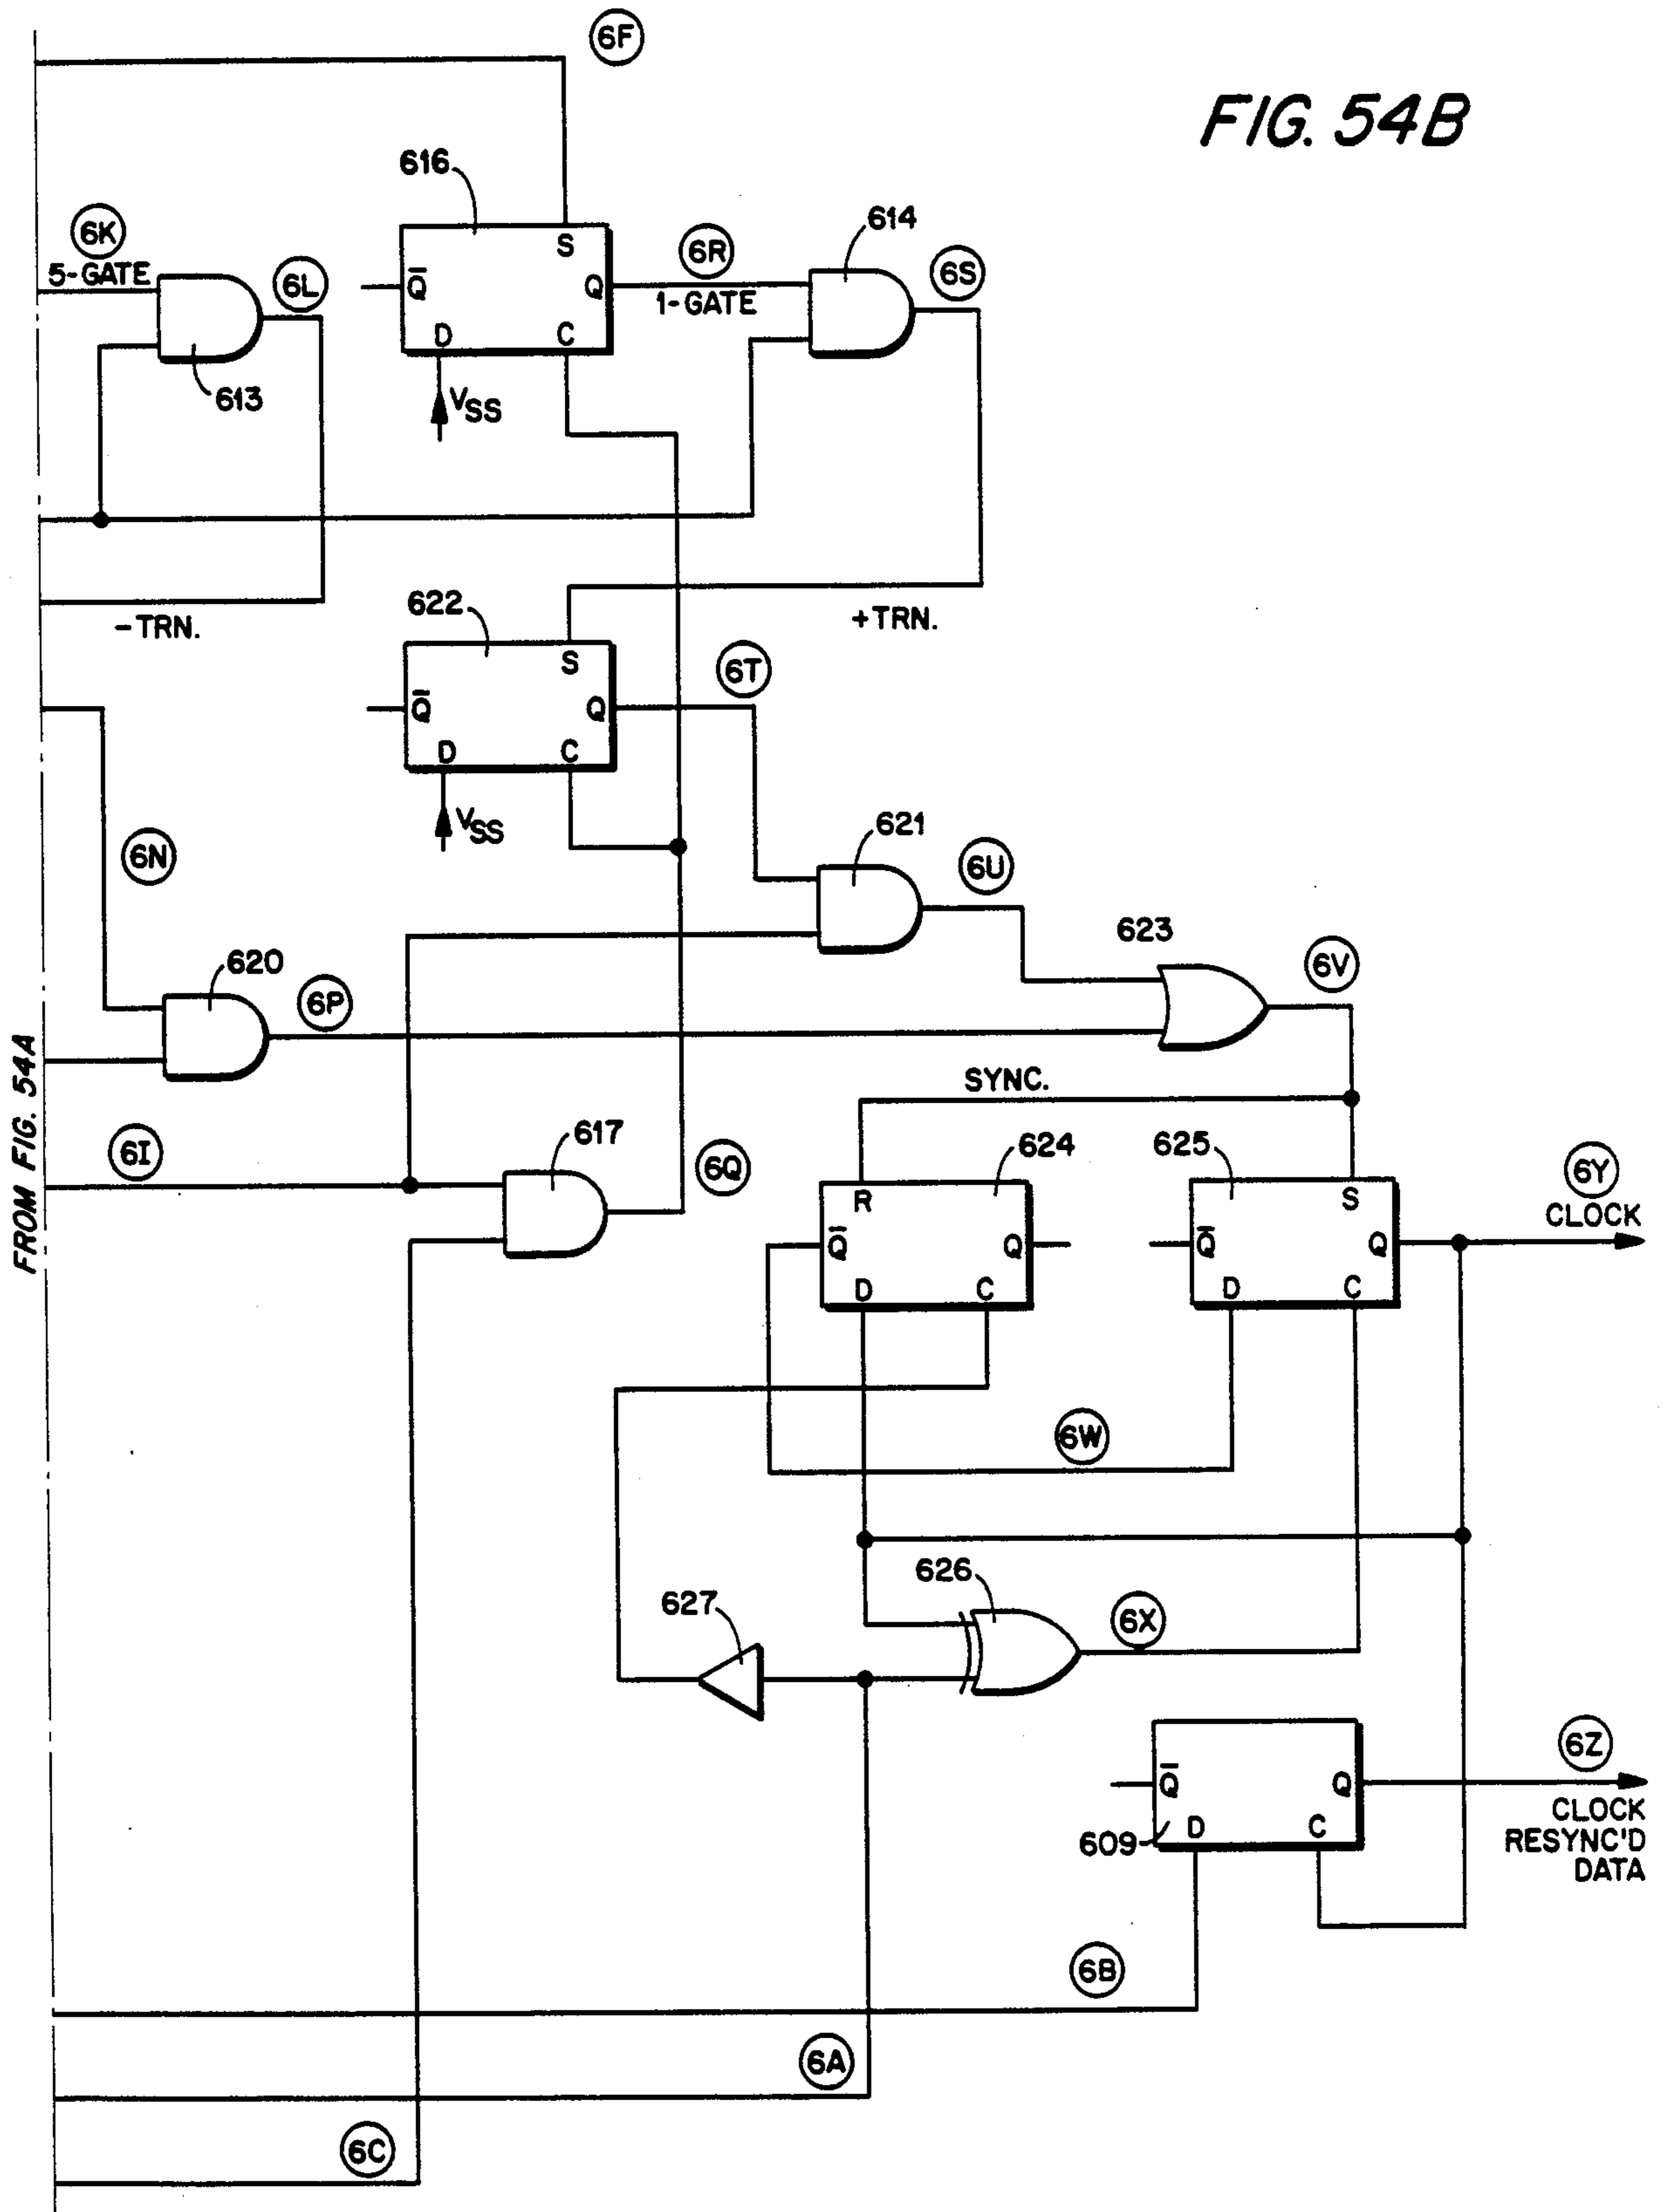 FIG. 54B
6F
616
6K
5-GATE
6L
613
S
Q̅
Q
D
C
VSS
6R
1-GATE
614
6S
-TRN.
+TRN.
622
S
Q̅
Q
D
C
VSS
6T
6N
621
6U
623
6V
620
6P
FROM FIG. 54A
SYNC.
6I
617
6Q
624
R
Q̅
Q
D
C
625
S
Q̅
Q
D
C
6Y
CLOCK
6W
626
627
6X
Q̅
Q
609
D
C
6Z
CLOCK
RESYNC'D
DATA
6B
6A
6C